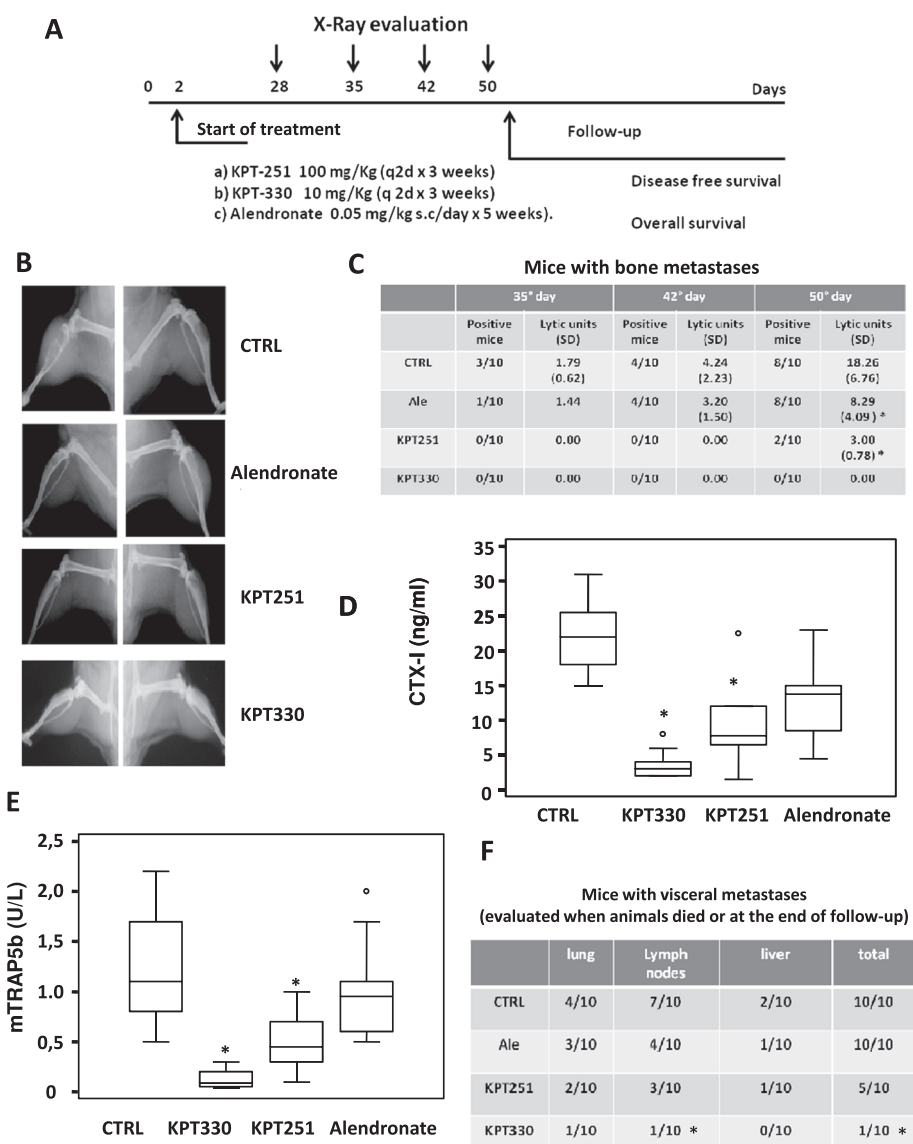 A
X-Ray evaluation
28 35 42 50
0 2 Days
Start of treatment
Follow-up
a) KPT-251 100 mg/Kg (q2d x 3 weeks)
b) KPT-330 10 mg/Kg (q 2d x 3 weeks)
c) Alendronate 0.05 mg/kg s.c/day x 5 weeks).
Disease free survival
Overall survival
B
CTRL
Alendronate
KPT251
KPT330
C
Mice with bone metastases
35° day 42° day 50° day
Positive mice Lytic units (SD) Positive mice Lytic units (SD) Positive mice Lytic units (SD)
CTRL 3/10 1.79 (0.62) 4/10 4.24 (2.23) 8/10 18.26 (6.76)
Ale 1/10 1.44 4/10 3.20 (1.50) 8/10 8.29 (4.09) *
KPT251 0/10 0.00 0/10 0.00 2/10 3.00 (0.78) *
KPT330 0/10 0.00 0/10 0.00 0/10 0.00
D
CTX-I (ng/ml)
35
30
25
20
15
10
5
0
* *
CTRL KPT330 KPT251 Alendronate
E
mTRAP5b (U/L)
2,5
2,0
1,5
1.0
0,5
0
* *
CTRL KPT330 KPT251 Alendronate
F
Mice with visceral metastases
(evaluated when animals died or at the end of follow-up)
lung Lymph nodes liver total
CTRL 4/10 7/10 2/10 10/10
Ale 3/10 4/10 1/10 10/10
KPT251 2/10 3/10 1/10 5/10
KPT330 1/10 1/10 * 0/10 1/10 *